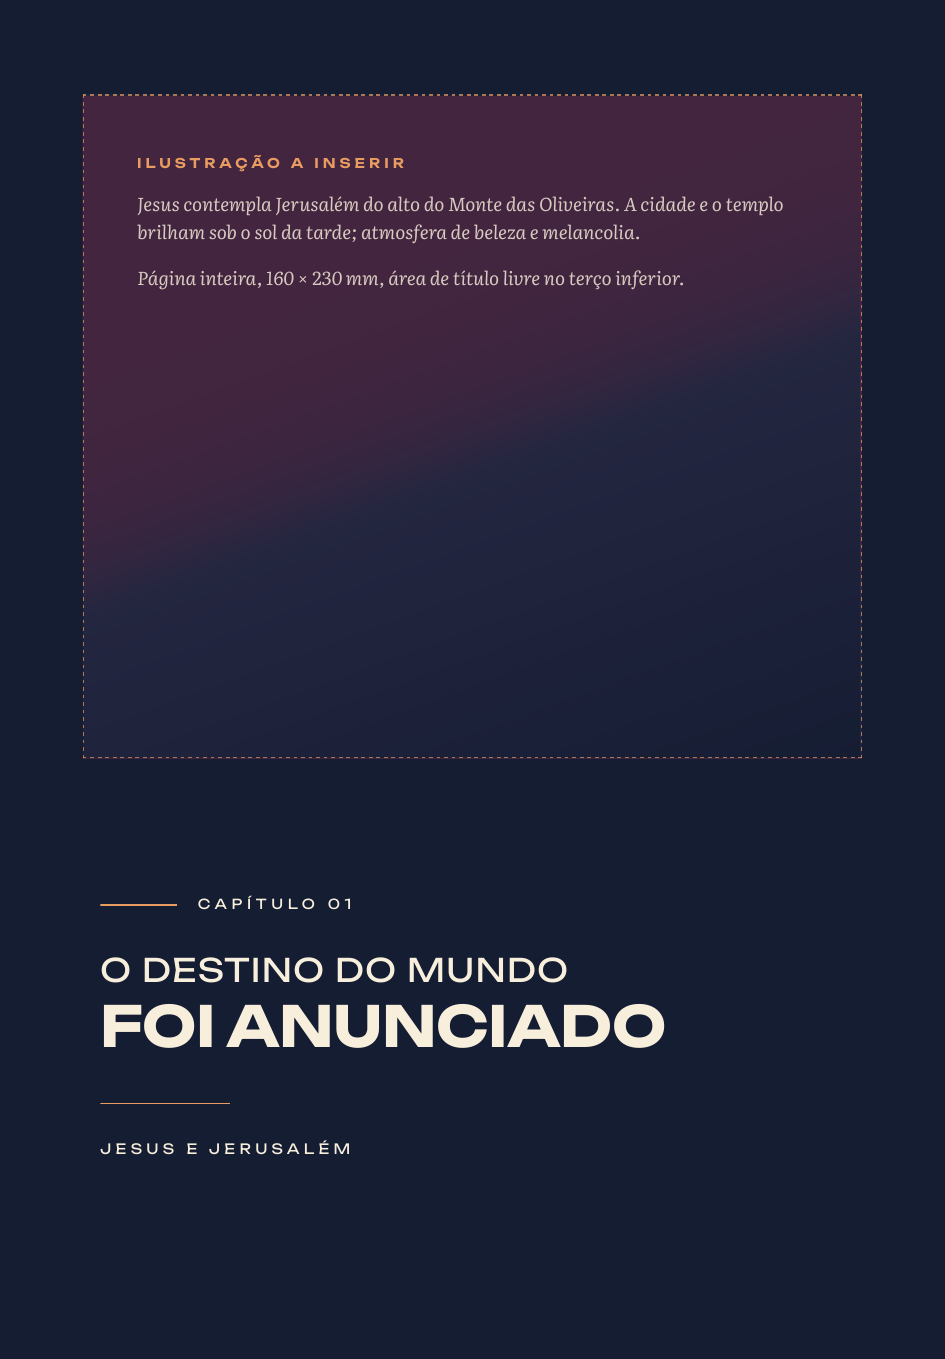 ILUSTRAÇÃO A INSERIR
Jesus contempla Jerusalém do alto do Monte das Oliveiras. A cidade e o templo
brilham sob o sol da tarde; atmosfera de beleza e melancolia.
Página inteira, 160 × 230 mm, área de título livre no terço inferior.
CAPÍTULO 01
O DESTINO DO MUNDO
FOI ANUNCIADO
JESUS E JERUSALÉM